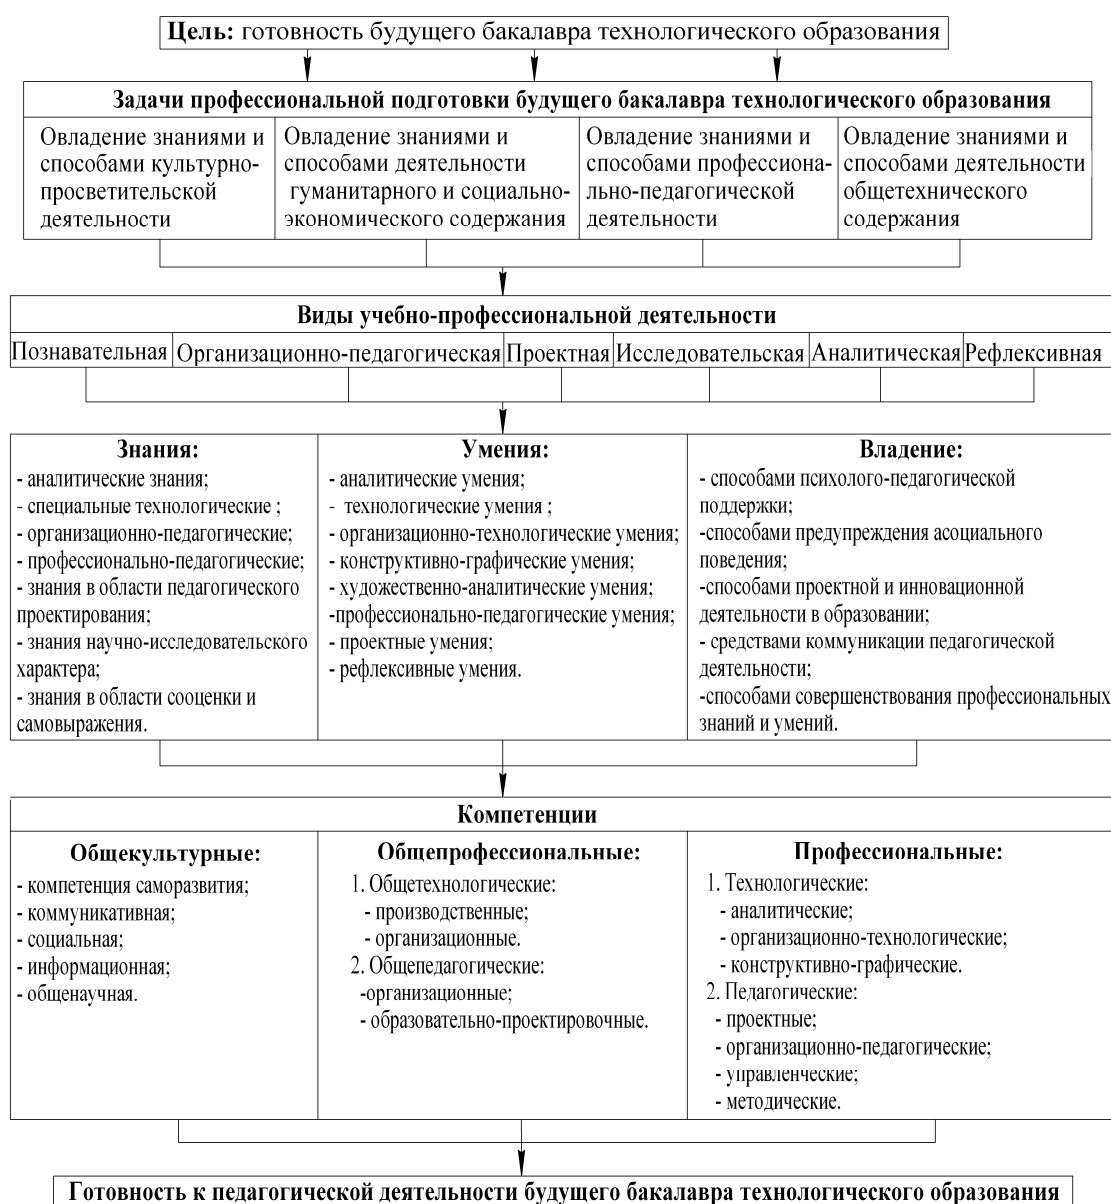 Цель: готовность будущего бакалавра технологического образования
Задачи профессиональной подготовки будущего бакалавра технологического образования
Овладение знаниями и
способами культурно-
просветительской
деятельности
Овладение знаниями и
способами деятельности
гуманитарного и социально-
экономического содержания
Овладение знаниями и
способами профессиона-
льно-педагогической
деятельности
Овладение знаниями и
способами деятельности
общетехнического
содержания
Виды учебно-профессиональной деятельности
Познавательная
Организационно-педагогическая
Проектная
Исследовательская
Аналитическая
Рефлексивная
Знания:
- аналитические знания;
- специальные технологические ;
- организационно-педагогические;
- профессионально-педагогические;
- знания в области педагогического
проектирования;
- знания научно-исследовательского
характера;
- знания в области сооценки и
самовыражения.
Умения:
- аналитические умения;
- технологические умения ;
- организационно-технологические умения;
- конструктивно-графические умения;
- художественно-аналитические умения;
-профессионально-педагогические умения;
- проектные умения;
- рефлексивные умения.
Владение:
- способами психолого-педагогической
поддержки;
-способами предупреждения асоциального
поведения;
-способами проектной и инновационной
деятельности в образовании;
- средствами коммуникации педагогической
деятельности;
-способами совершенствования профессиональных
знаний и умений.
Компетенции
Общекультурные:
- компетенция саморазвития;
- коммуникативная;
- социальная;
- информационная;
- общенаучная.
Общепрофессиональные:
1. Общетехнологические:
- производственные;
- организационные.
2. Общепедагогические:
-организационные;
- образовательно-проектировочные.
Профессиональные:
1. Технологические:
- аналитические;
- организационно-технологические;
- конструктивно-графические.
2. Педагогические:
- проектные;
- организационно-педагогические;
- управленческие;
- методические.
Готовность к педагогической деятельности будущего бакалавра технологического образования